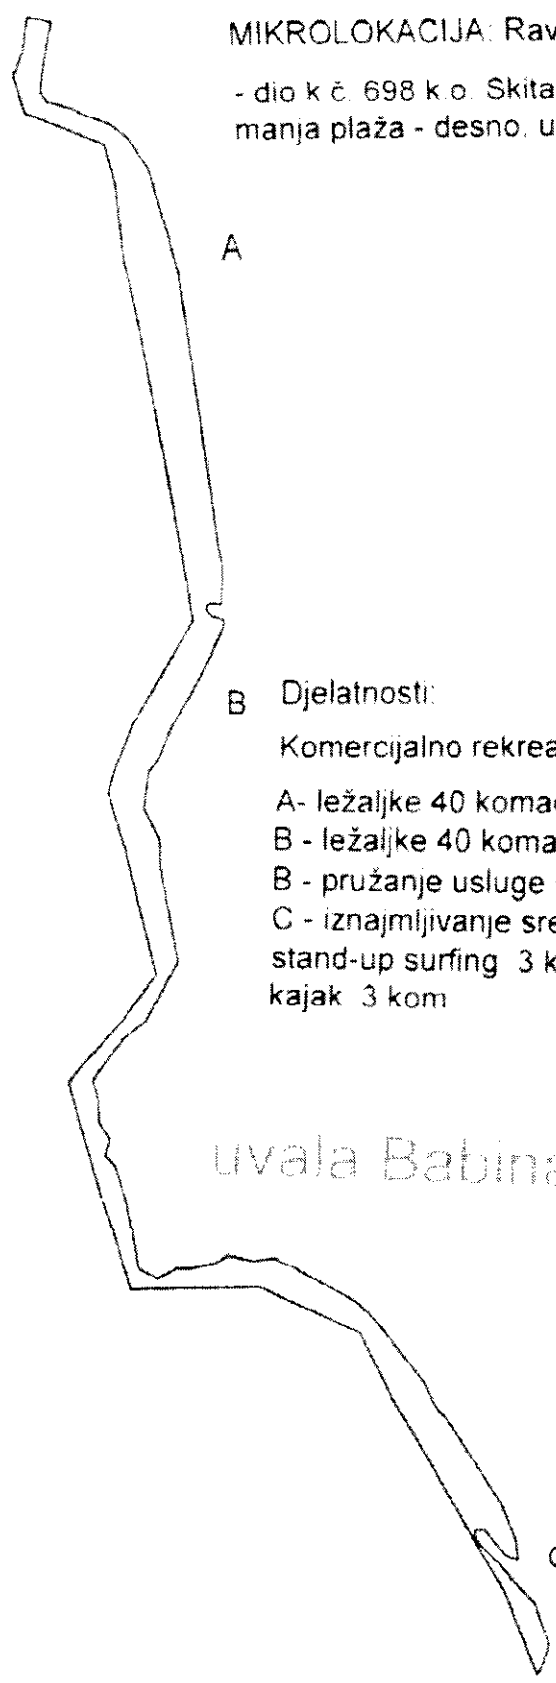 MIKROLOKACIJA: Rav
- dio k č. 698 k.o. Skita
manja plaža - desno, u
A
B
Djelatnosti:
Komercijalno rekrea
A- ležaljke 40 koma
B - ležaljke 40 koma
B - pružanje usluge
C - iznajmljivanje sre
stand-up surfing 3 k
kajak 3 kom
uvala Babina
C